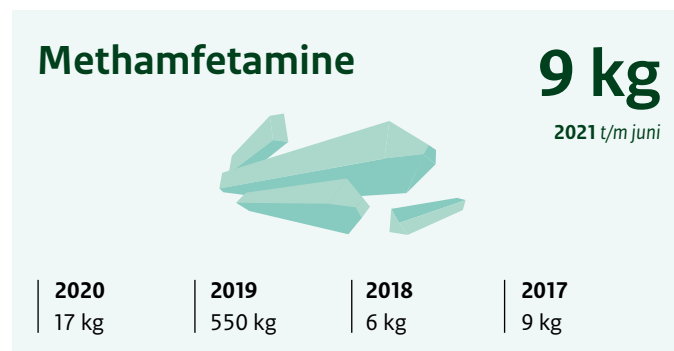 Methamfetamine
9 kg
2021 t/m juni
2020
17 kg
2019
550 kg
2018
6 kg
2017
9 kg